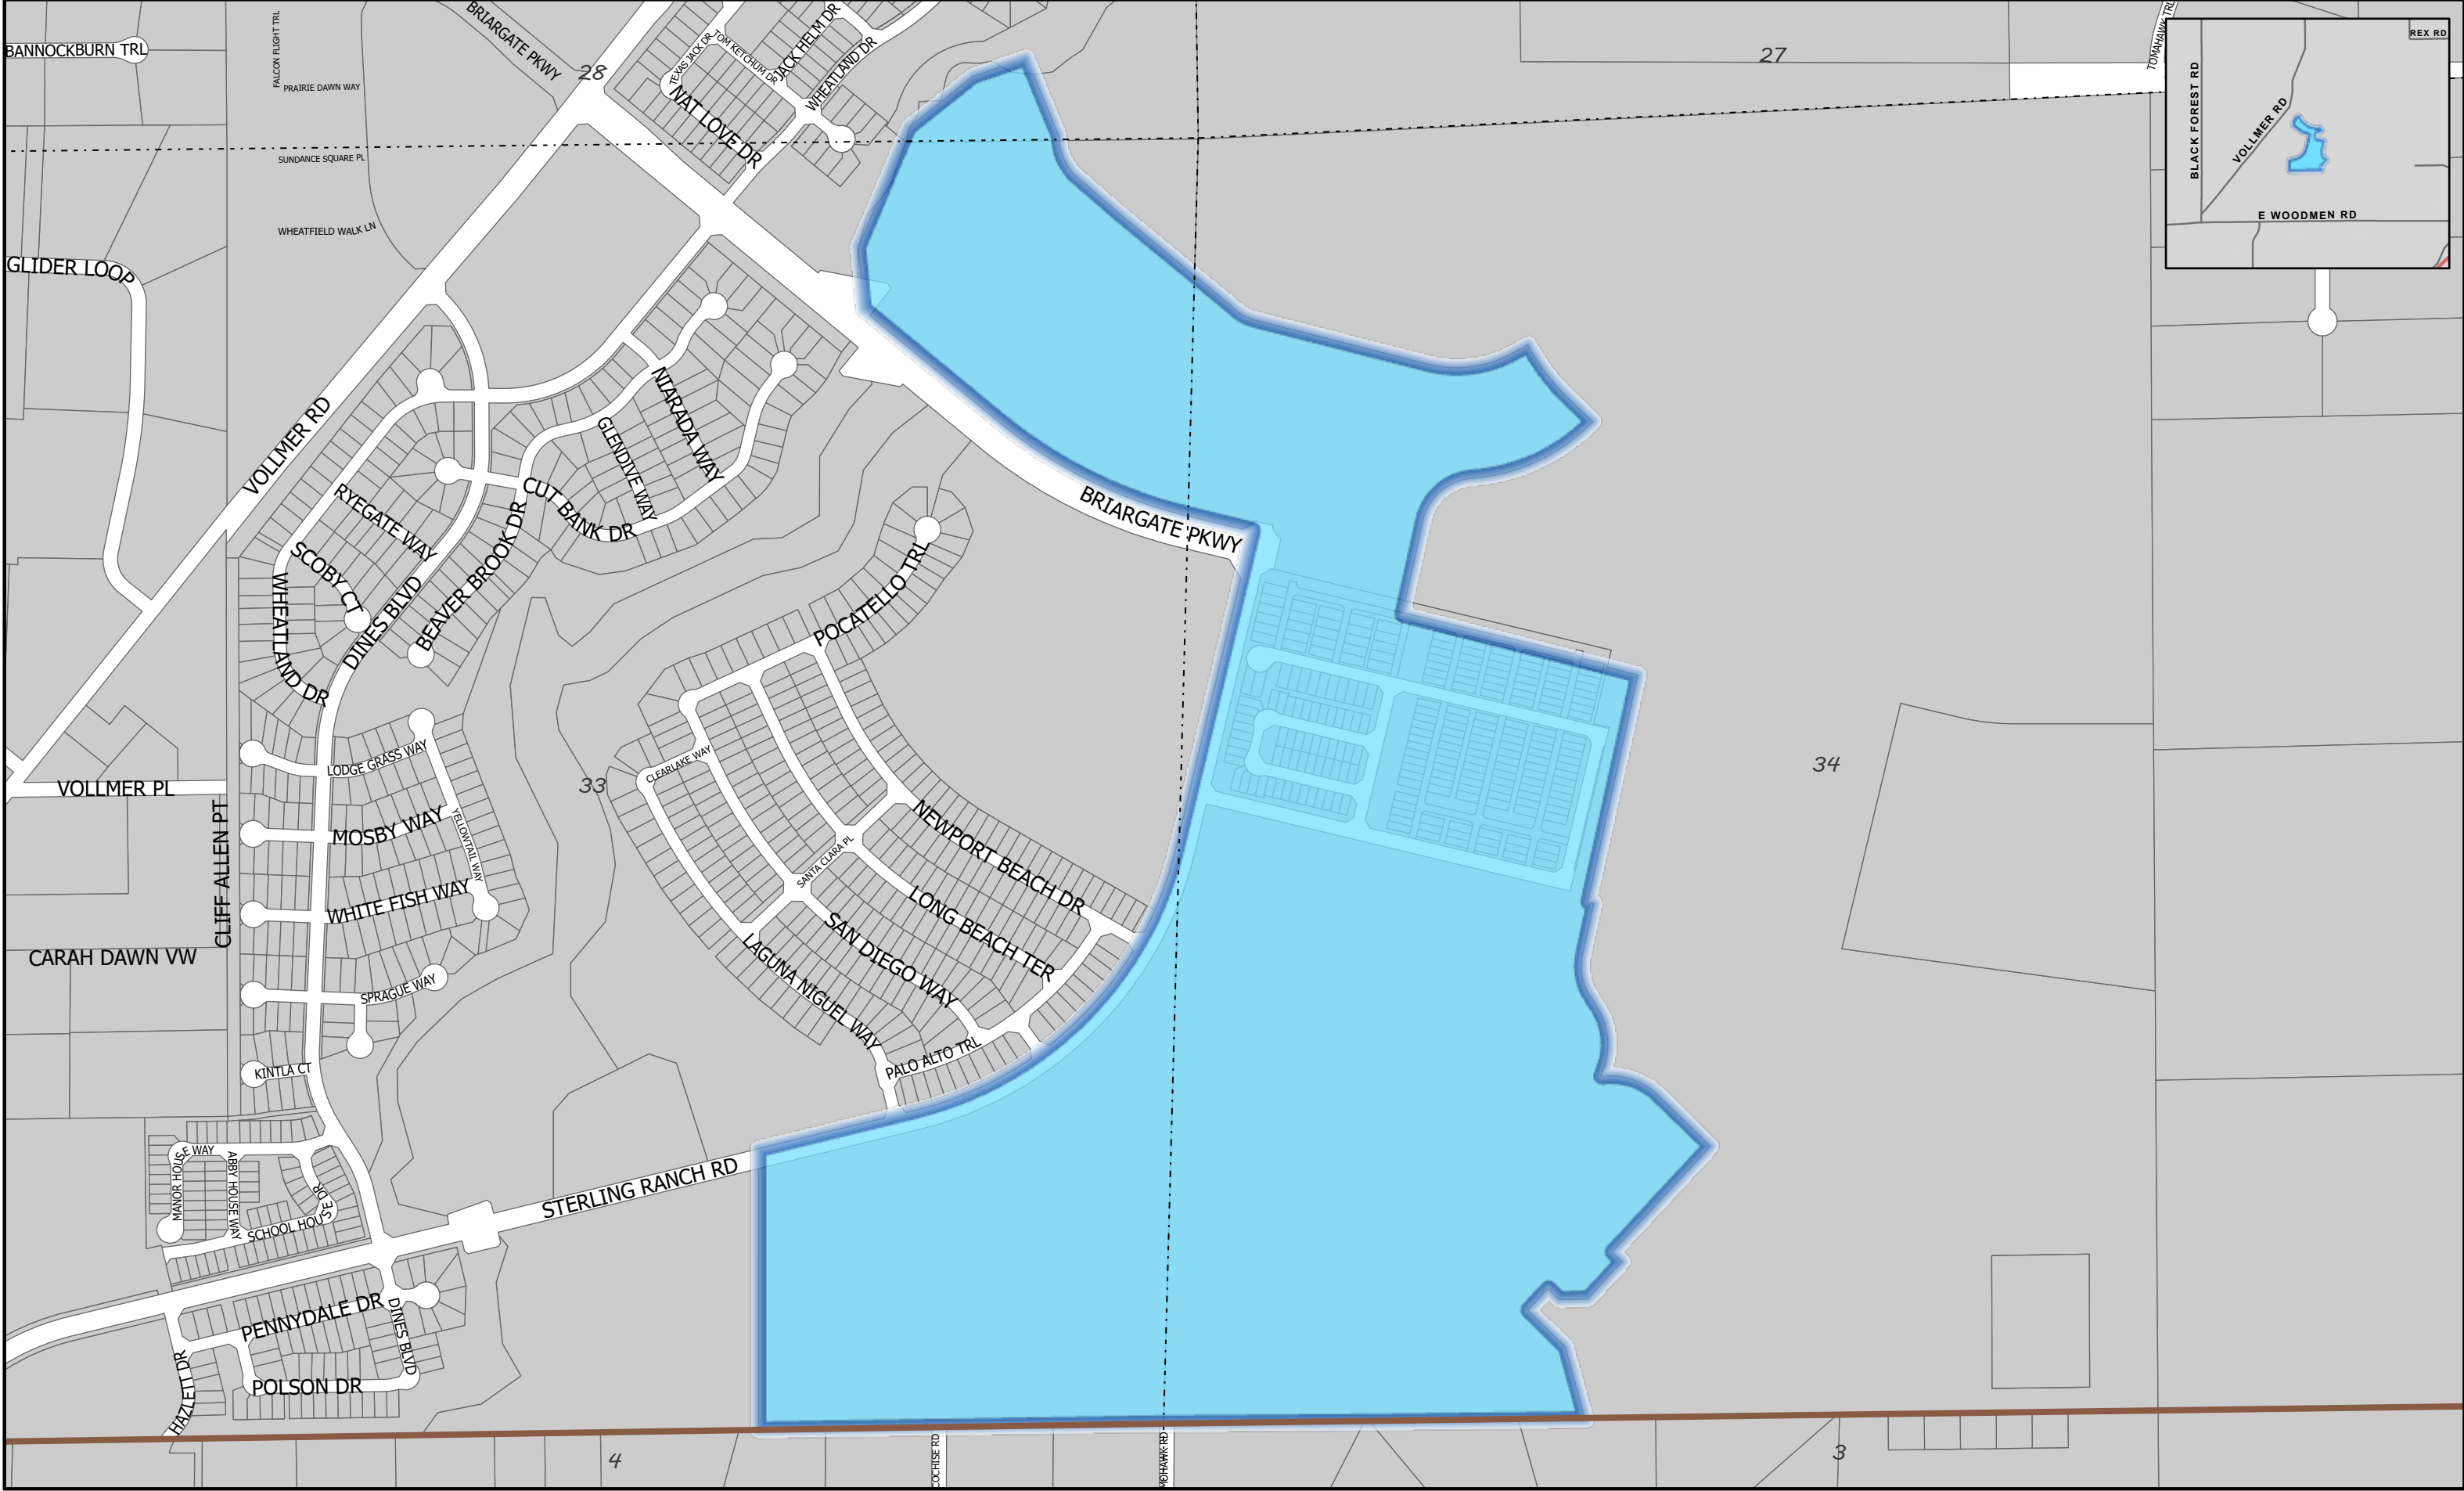 BRIARGATE PKWY
FALCON FLIGHT TRL
BANNOCKBURN TRL
PRAIRIE DAWN WAY
SUNDANCE SQUARE PL
WHEATFIELD WALK LN
28
TEXAS JACK DR
TOM KETCHUM DR
JACK HELM DR
WHEATLAND DR
NAT LOVE DR
27
TOMAHAWK TRL
REX RD
BLACK FOREST RD
VOLLMER RD
E WOODMEN RD
GLIDER LOOP
VOLLMER RD
NIARADA WAY
GLENDIVE WAY
CUT BANK DR
RYEGATE WAY
SCOBY CT
WHEATLAND DR
DINES BLVD
BEAVER BROOK DR
BRIARGATE PKWY
POCATELLO TRL
LODGE GRASS WAY
CLEARLAKE WAY
33
34
VOLLMER PL
CLIFF ALLEN PT
MOSBY WAY
YELLOWTAIL WAY
WHITE FISH WAY
NEWPORT BEACH DR
SANTA CLARA PL
LONG BEACH TER
SAN DIEGO WAY
LAGUNA NIGUEL WAY
CARAH DAWN VW
SPRAGUE WAY
PALO ALTO TRL
KINTLA CT
MANOR HOUSE WAY
ABBY HOUSE WAY
SCHOOL HOUSE DR
STERLING RANCH RD
PENNYDALE DR
DINES BLVD
POLSON DR
HAZLETT DR
4
COCHISE RD
MOHAWK RD
3